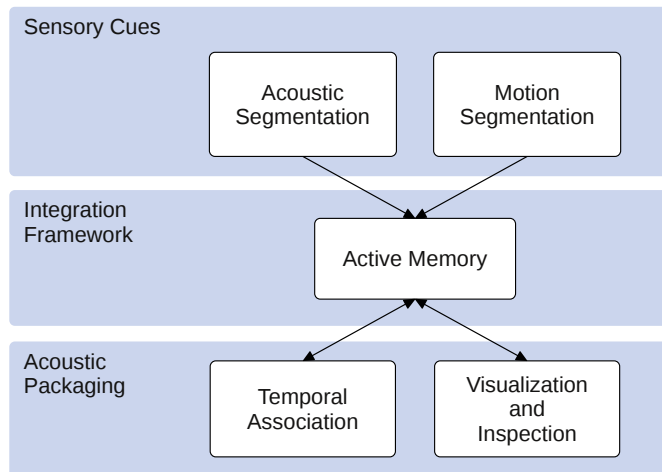 Sensory Cues
Acoustic
Segmentation
Motion
Segmentation
Integration
Framework
Active Memory
Acoustic
Packaging
Temporal
Association
Visualization
and
Inspection